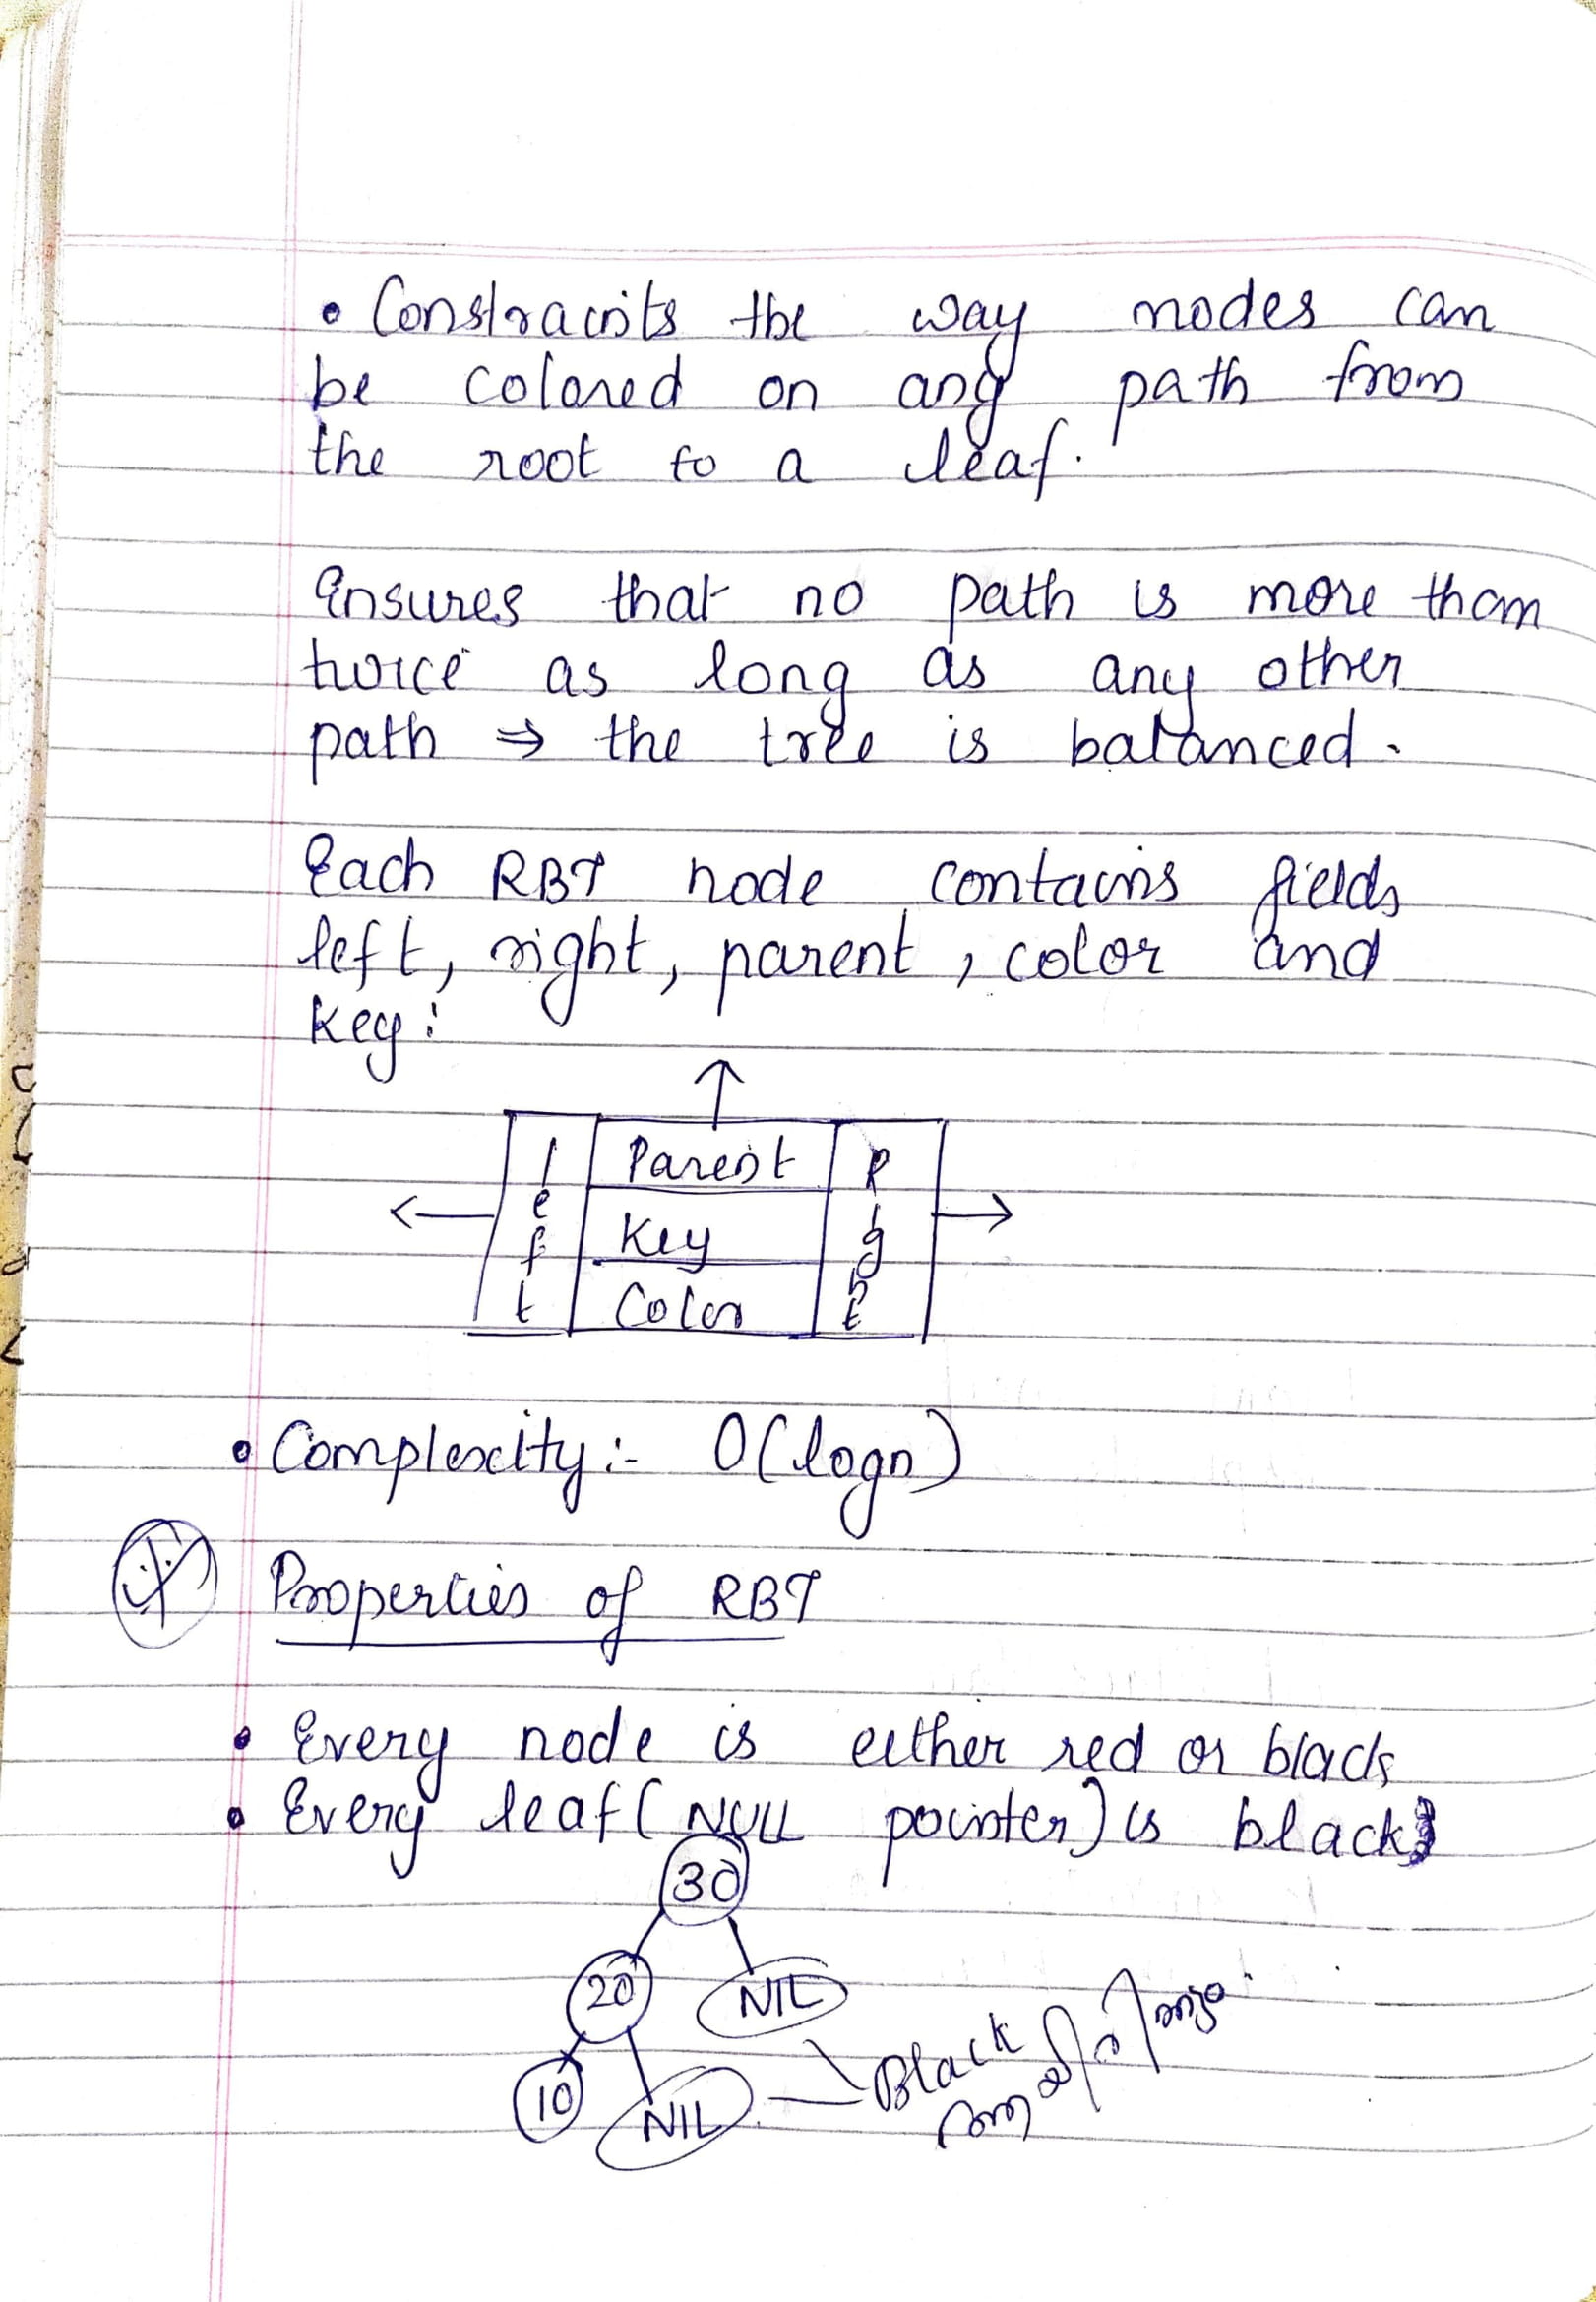 • Constraints the way nodes can
be colored on any path from
the root to a leaf.
Ensures that no path is more than
twice as long as any other
path ⇒ the tree is balanced.
Each RBT node contains fields
left, right, parent, color and
key:
left Parent Right
Key
Color
• Complexity:- O(logn)
Properties of RBT
• Every node is either red or black
• Every leaf (NULL pointer) is black
30
20 NIL
10 NIL Black